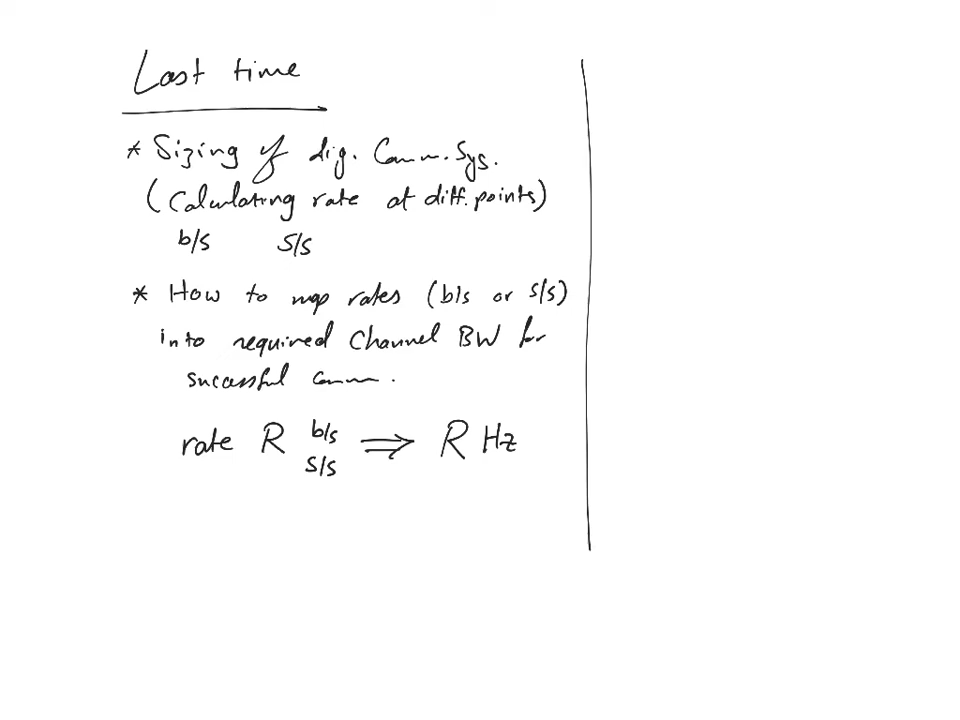 Last time
* Sizing of dig. Comm. Sys.
(Calculating rate at diff. points)
b/s S/s
* How to map rates (b/s or s/s)
into required Channel BW for
successful comm.
rate R b/s ⇒ R Hz
S/s